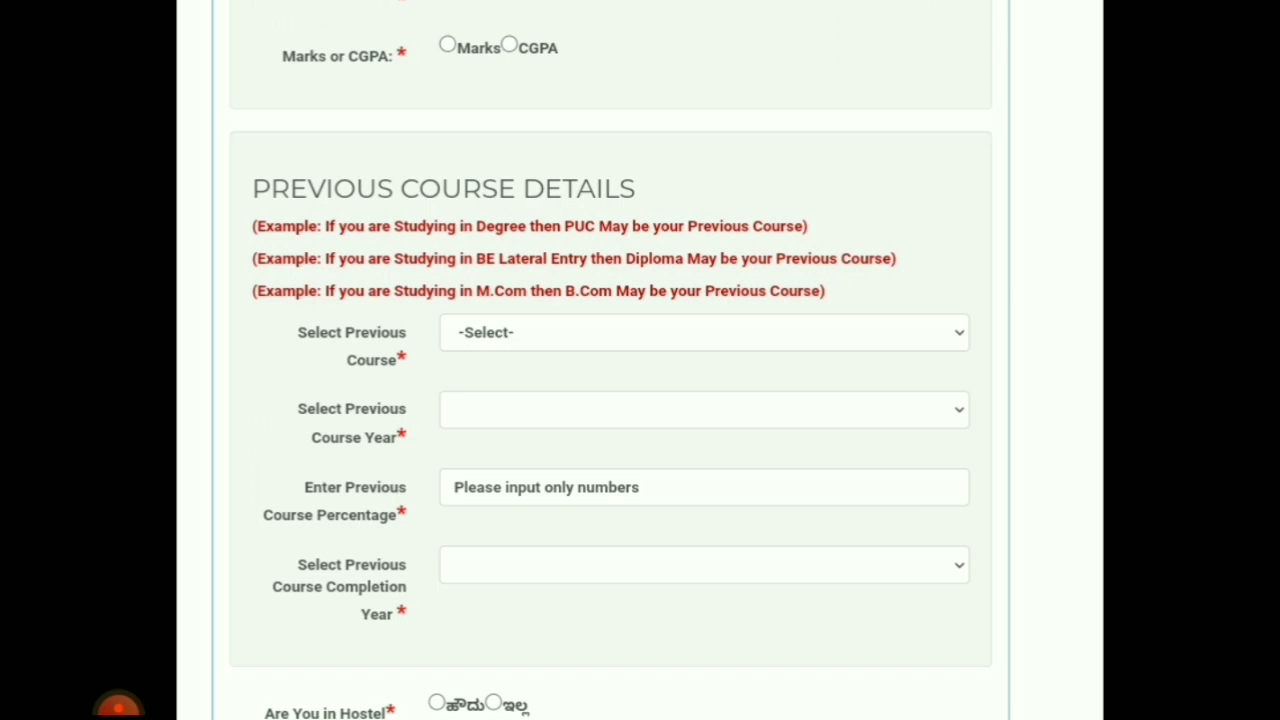 Marks or CGPA: * Marks CGPA
PREVIOUS COURSE DETAILS
(Example: If you are Studying in Degree then PUC May be your Previous Course)
(Example: If you are Studying in BE Lateral Entry then Diploma May be your Previous Course)
(Example: If you are Studying in M.Com then B.Com May be your Previous Course)
Select Previous
Course*
-Select-
Select Previous
Course Year*
Enter Previous
Course Percentage*
Please input only numbers
Select Previous
Course Completion
Year *
Are You in Hostel* ಹೌದು ಇಲ್ಲ